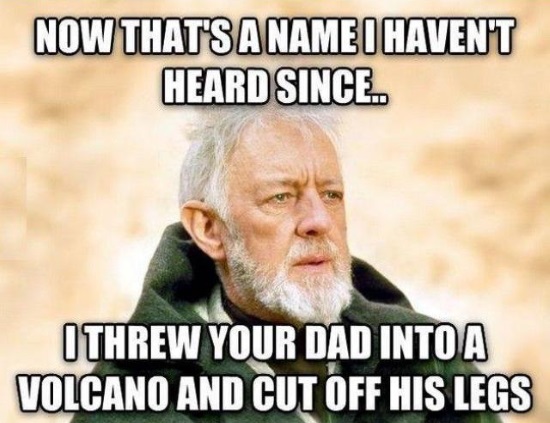 NOW THAT'S A NAME I HAVEN'T
HEARD SINCE..
I THREW YOUR DAD INTO A
VOLCANO AND CUT OFF HIS LEGS